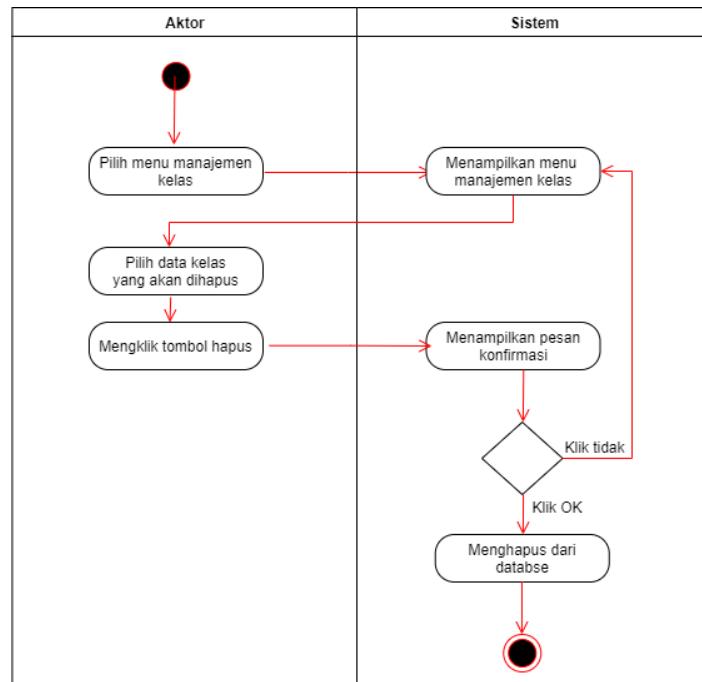 Aktor
Sistem
Pilih menu manajemen
kelas
Menampilkan menu
manajemen kelas
Pilih data kelas
yang akan dihapus
Mengklik tombol hapus
Menampilkan pesan
konfirmasi
Klik tidak
Klik OK
Menghapus dari
databse